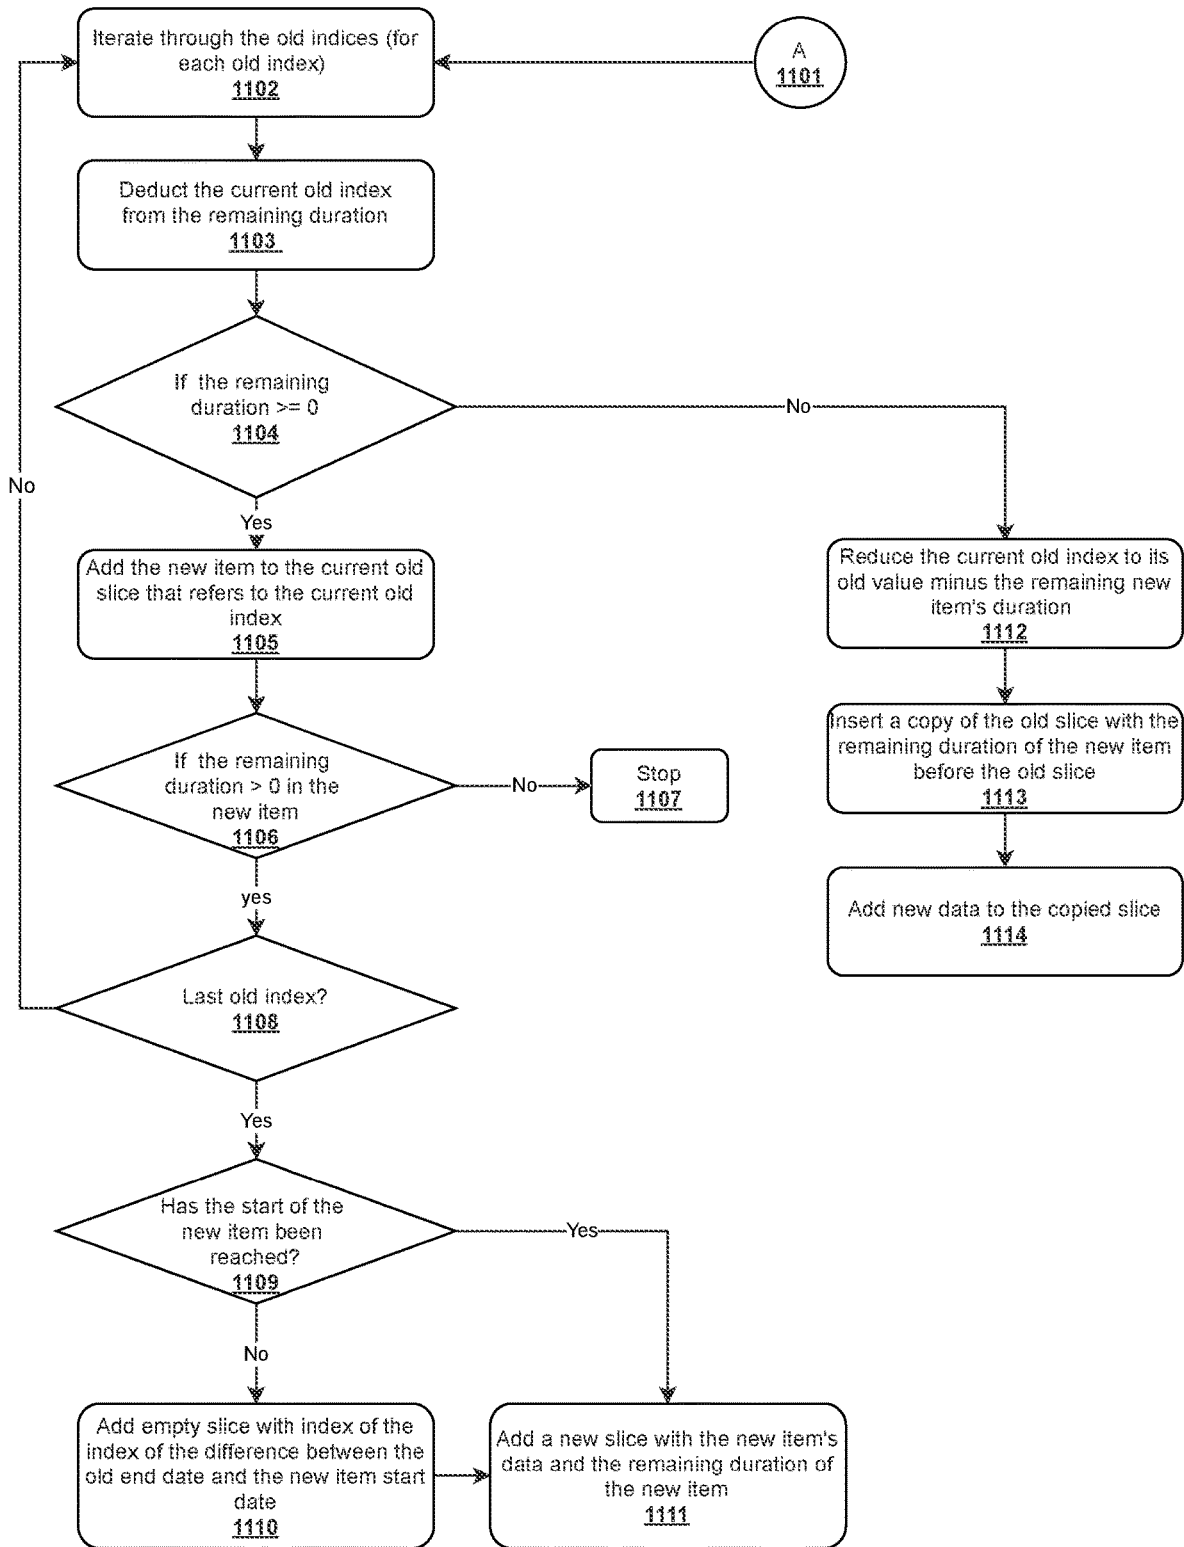 Iterate through the old indices (for
each old index)
1102
A
1101
Deduct the current old index
from the remaining duration
1103
If the remaining
duration >= 0
1104
No
No
Yes
Add the new item to the current old
slice that refers to the current old
index
1105
Reduce the current old index to its
old value minus the remaining new
item's duration
1112
If the remaining
duration > 0 in the
new item
1106
No
Stop
1107
Insert a copy of the old slice with the
remaining duration of the new item
before the old slice
1113
yes
Add new data to the copied slice
1114
Last old index?
1108
Yes
Has the start of the
new item been
reached?
1109
Yes
No
Add empty slice with index of the
index of the difference between the
old end date and the new item start
date
1110
Add a new slice with the new item's
data and the remaining duration of
the new item
1111